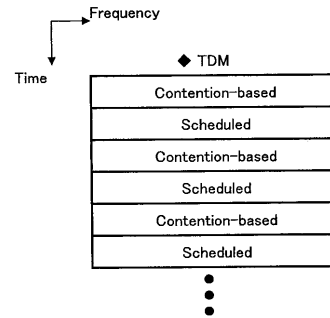 Frequency
Time
◆ TDM
Contention-based
Scheduled
Contention-based
Scheduled
Contention-based
Scheduled